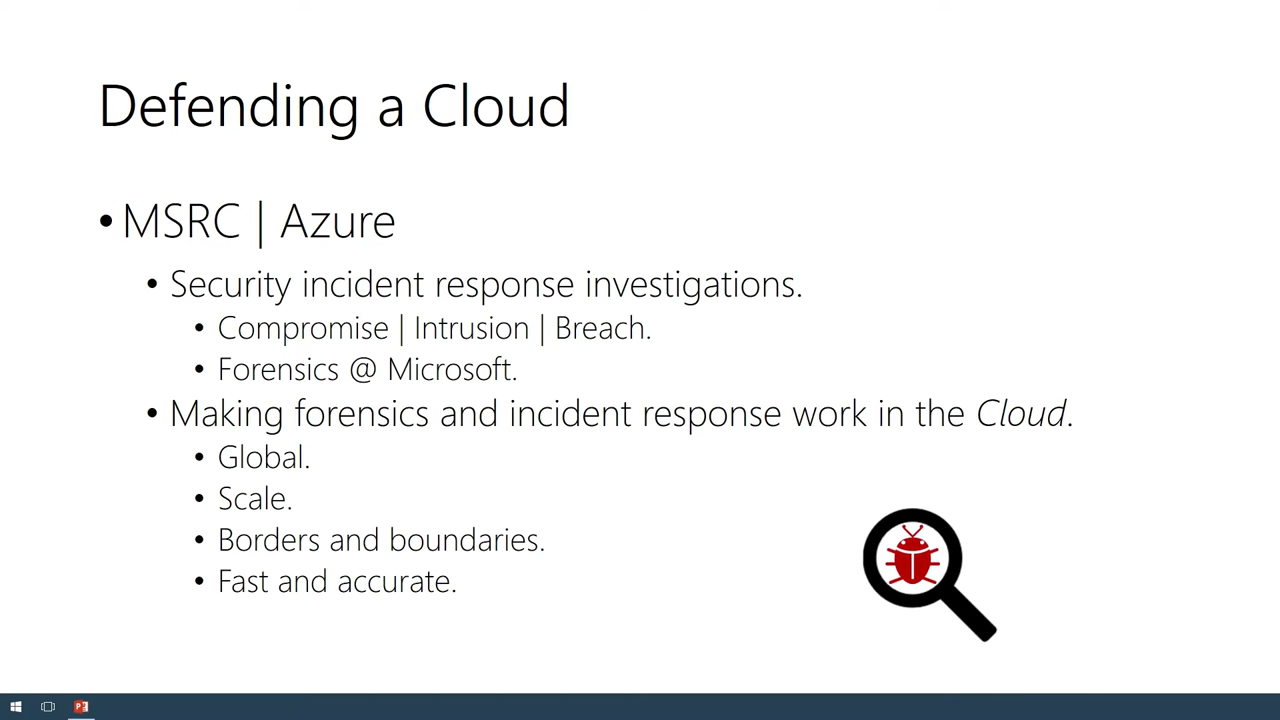 Defending a Cloud
• MSRC | Azure
• Security incident response investigations.
• Compromise | Intrusion | Breach.
• Forensics @ Microsoft.
• Making forensics and incident response work in the Cloud.
• Global.
• Scale.
• Borders and boundaries.
• Fast and accurate.